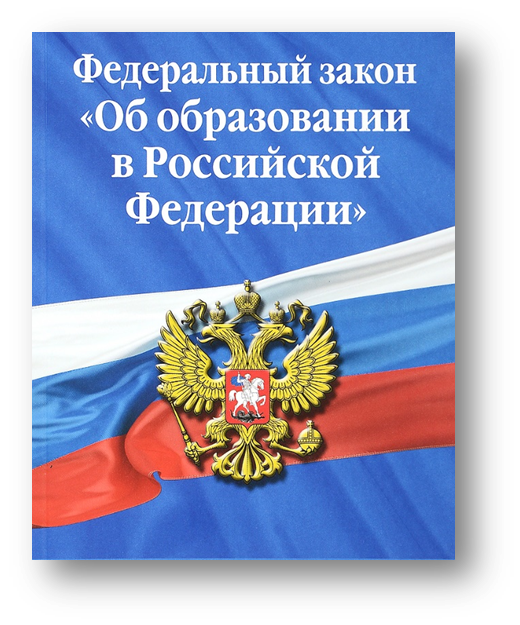 Федеральный закон
«Об образовании
в Российской
Федерации»